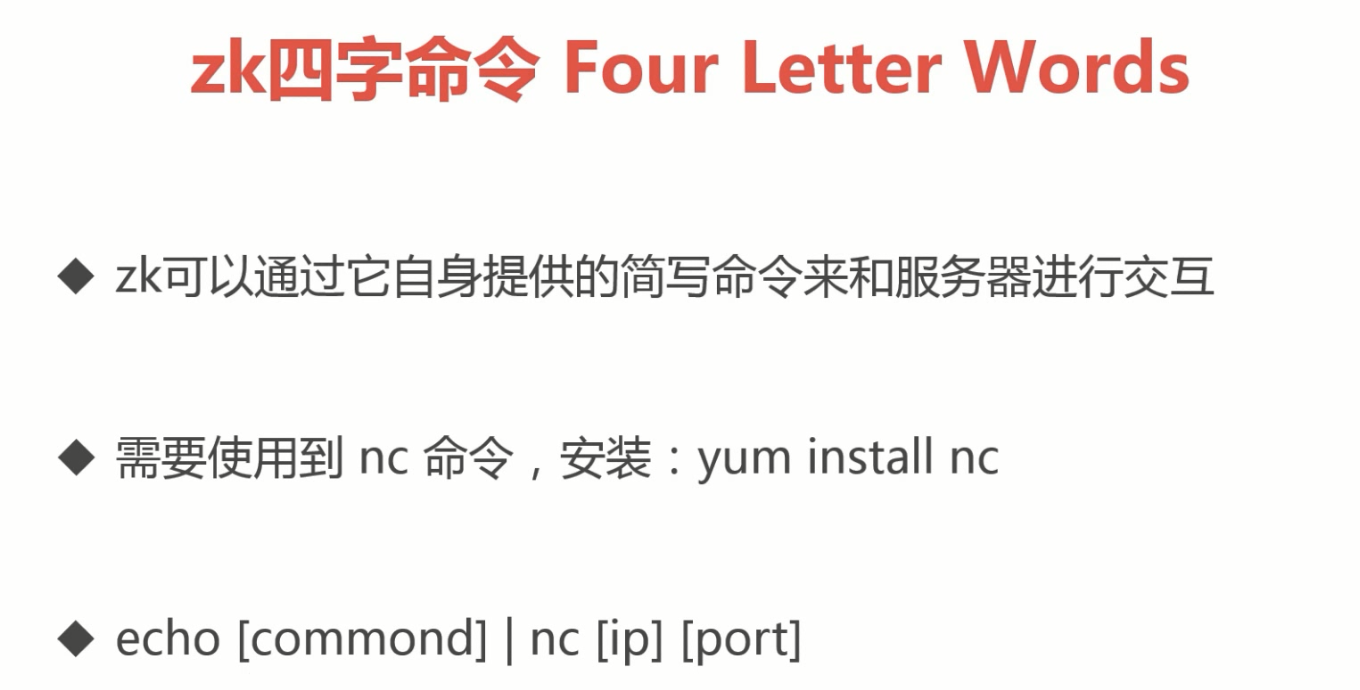 zk四字命令 Four Letter Words
◆ zk可以通过它自身提供的简写命令来和服务器进行交互
◆ 需要使用到 nc 命令，安装：yum install nc
◆ echo [commond] | nc [ip] [port]